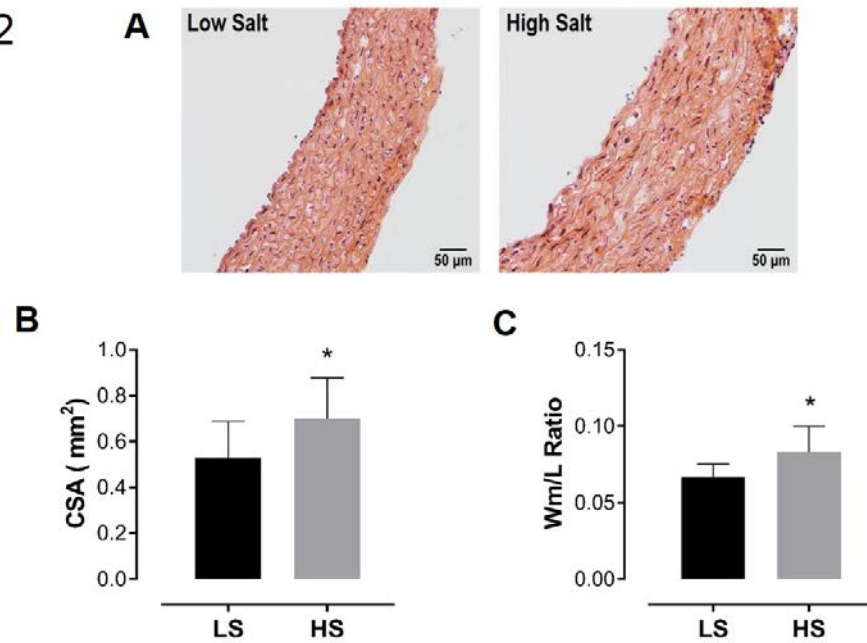 2
A
Low Salt
High Salt
50 μm
50 μm
B
C
1.0
0.8
0.6
0.4
0.2
0.0
CSA ( mm²)
*
LS
HS
0.15
0.10
0.05
0.00
Wm/L Ratio
*
LS
HS